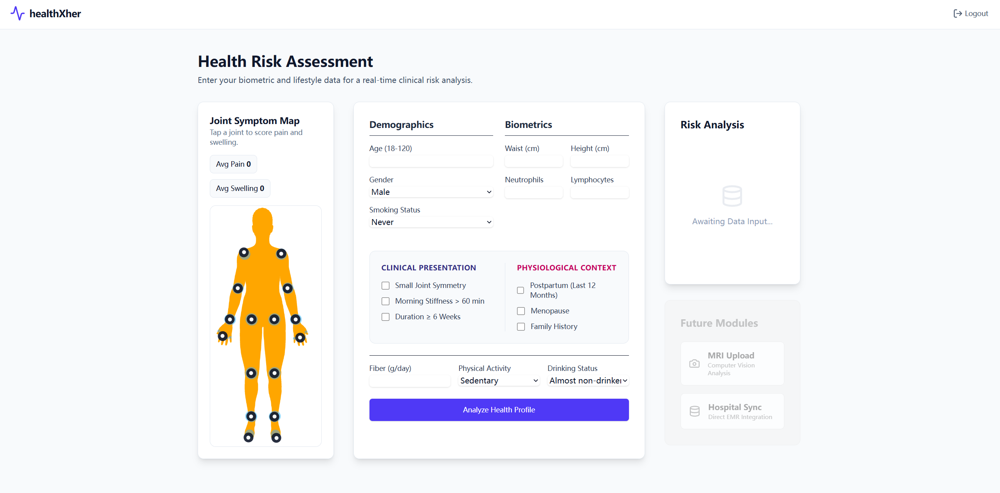 healthXher
Logout
Health Risk Assessment
Enter your biometric and lifestyle data for a real-time clinical risk analysis.
Joint Symptom Map
Tap a joint to score pain and
swelling.
Avg Pain 0
Avg Swelling 0
Demographics
Age (18-120)
Gender
Male
Smoking Status
Never
Biometrics
Waist (cm)
Height (cm)
Neutrophils
Lymphocytes
CLINICAL PRESENTATION
Small Joint Symmetry
Morning Stiffness > 60 min
Duration ≥ 6 Weeks
PHYSIOLOGICAL CONTEXT
Postpartum (Last 12
Months)
Menopause
Family History
Fiber (g/day)
Physical Activity
Sedentary
Drinking Status
Almost non-drinker
Analyze Health Profile
Risk Analysis
Awaiting Data Input...
Future Modules
MRI Upload
Computer Vision
Analysis
Hospital Sync
Direct EMR Integration